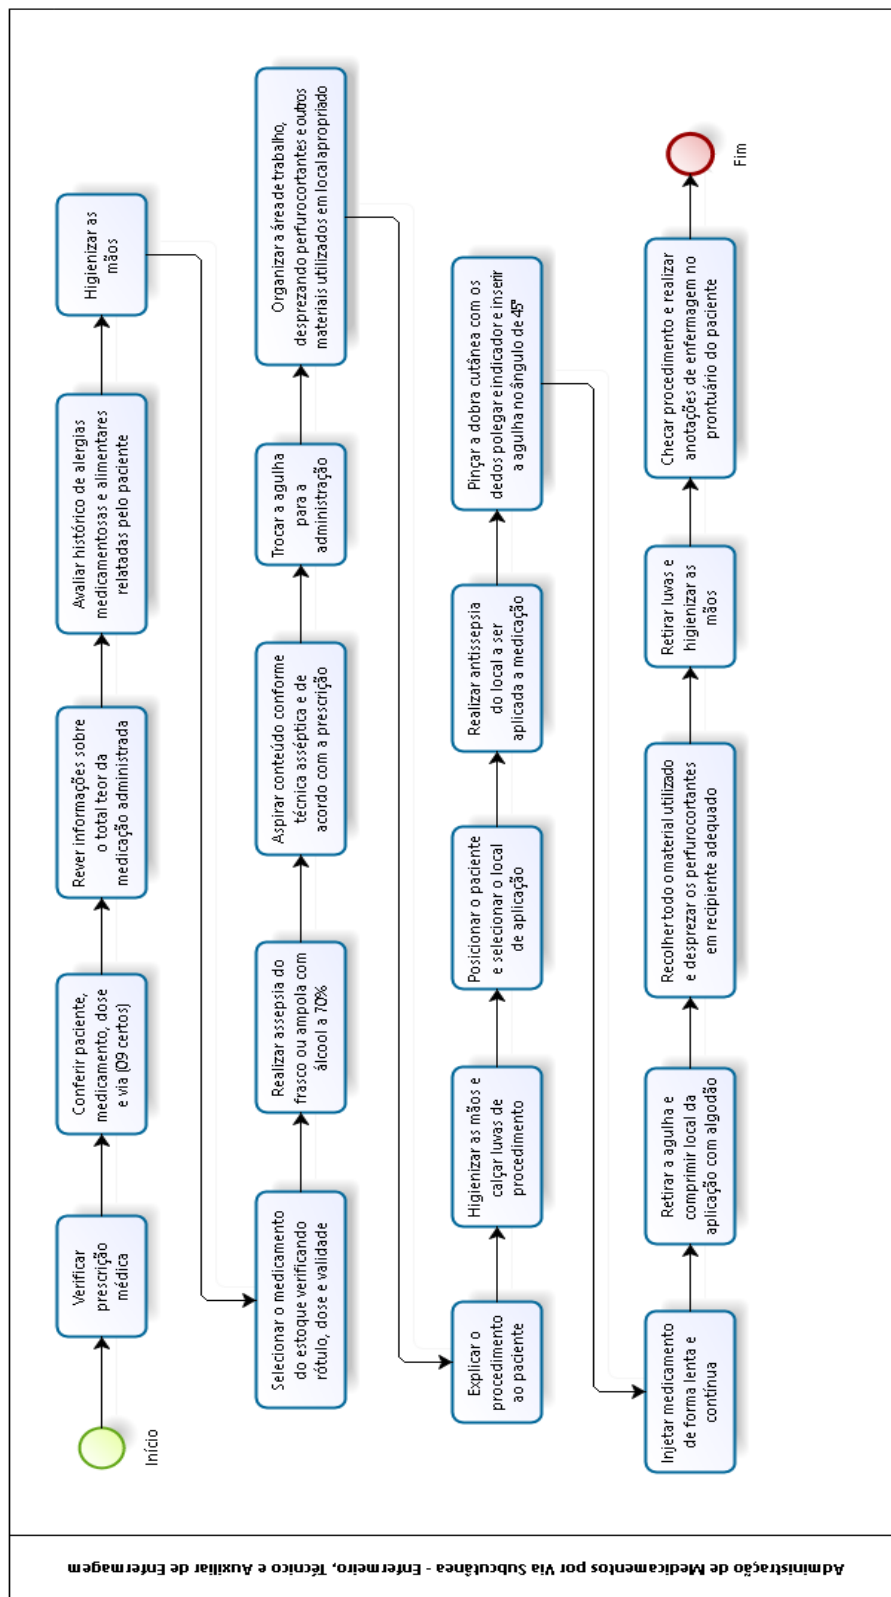 Administração de Medicamentos por Via Subcutânea - Enfermeiro, Técnico e Auxiliar de Enfermagem
Início
Verificar
prescrição
médica
Conferir paciente,
medicamento, dose
e via (09 certos)
Rever informações sobre
o total teor da
medicação administrada
Avaliar histórico de alergias
medicamentosas e alimentares
relatadas pelo paciente
Higienizar as
mãos
Selecionar o medicamento
do estoque verificando
rótulo, dose e validade
Realizar assepsia do
frasco ou ampola com
álcool a 70%
Aspirar conteúdo conforme
técnica asséptica e de
acordo com a prescrição
Trocar a agulha
para a
administração
Organizar a área de trabalho,
desprezando perfurocortantes e outros
materiais utilizados em local apropriado
Explicar o
procedimento
ao paciente
Higienizar as mãos e
calçar luvas de
procedimento
Posicionar o paciente
e selecionar o local
de aplicação
Realizar antissepsia
do local a ser
aplicada a medicação
Pinçar a dobra cutânea com os
dedos polegar e indicador e inserir
a agulha no ângulo de 45°
Injetar medicamento
de forma lenta e
contínua
Retirar a agulha e
comprimir local da
aplicação com algodão
Recolher todo o material utilizado
e desprezar os perfurocortantes
em recipiente adequado
Retirar luvas e
higienizar as
mãos
Checar procedimento e realizar
anotações de enfermagem no
prontuário do paciente
Fim